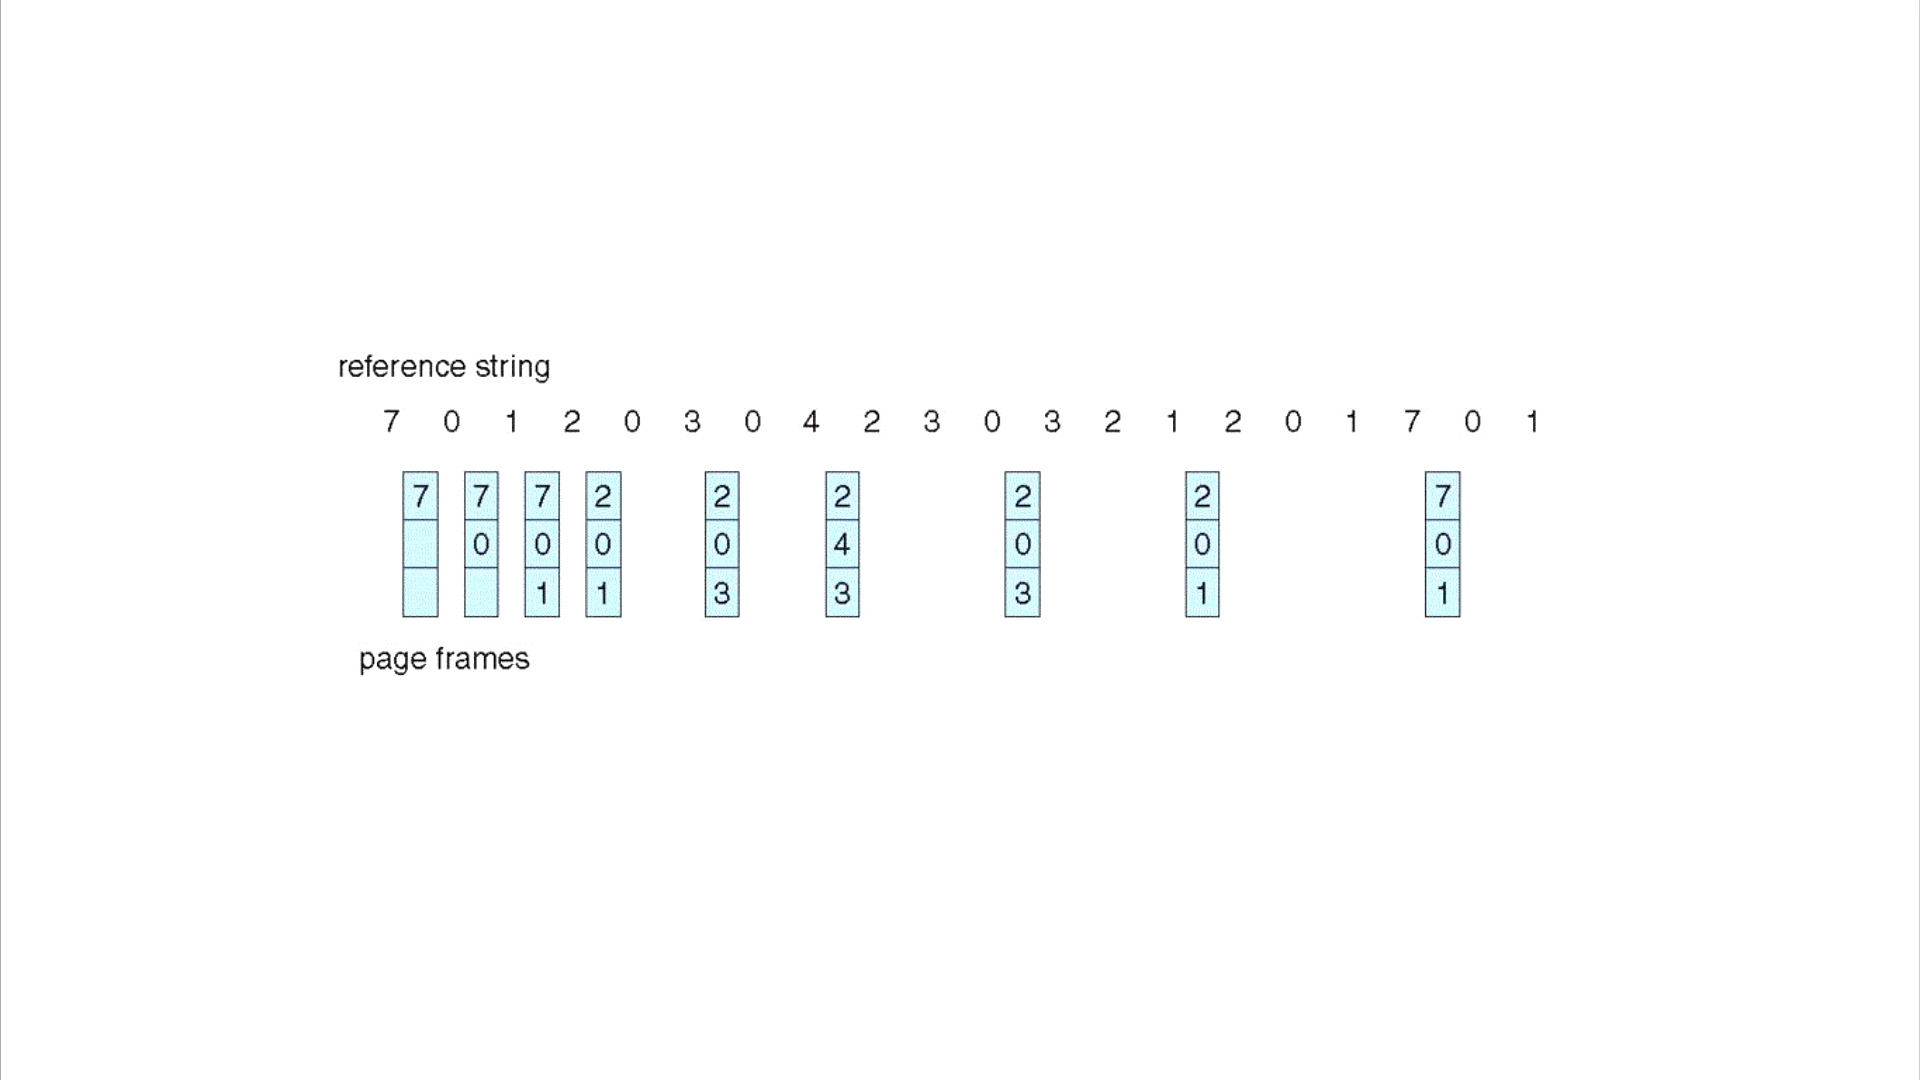 reference string
7 0 1 2 0 3 0 4 2 3 0 3 2 1 2 0 1 7 0 1
7 7 7 2 2 2 2 2 7
0 0 0 0 4 0 0 0
1 1 3 3 3 1 1
page frames